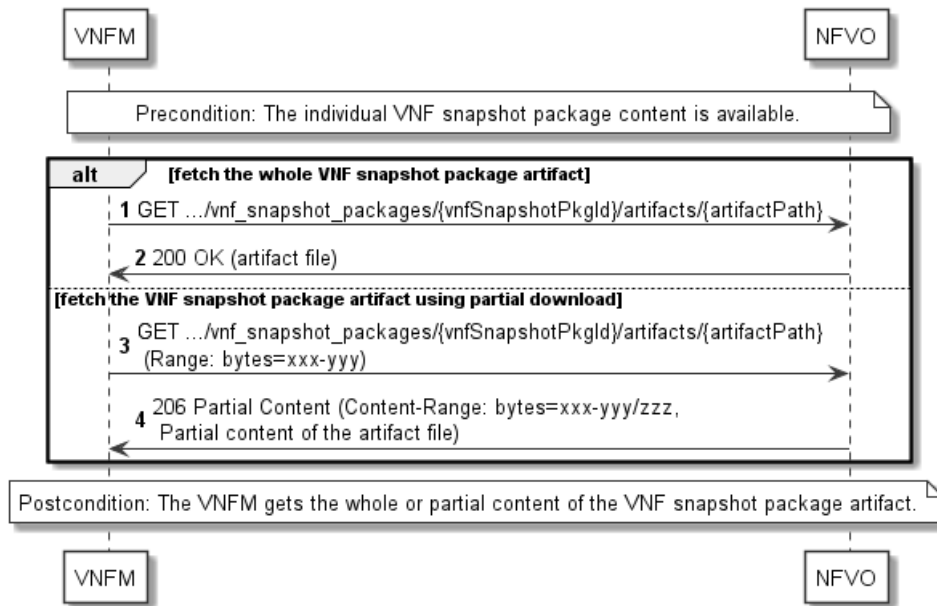 VNFM NFVO
Precondition: The individual VNF snapshot package content is available.
alt [fetch the whole VNF snapshot package artifact]
1 GET .../vnf_snapshot_packages/{vnfSnapshotPkgId}/artifacts/{artifactPath}
2 200 OK (artifact file)
[fetch the VNF snapshot package artifact using partial download]
3 GET .../vnf_snapshot_packages/{vnfSnapshotPkgId}/artifacts/{artifactPath}
(Range: bytes=xxx-yyy)
4 206 Partial Content (Content-Range: bytes=xxx-yyy/zzz,
Partial content of the artifact file)
Postcondition: The VNFM gets the whole or partial content of the VNF snapshot package artifact.
VNFM NFVO